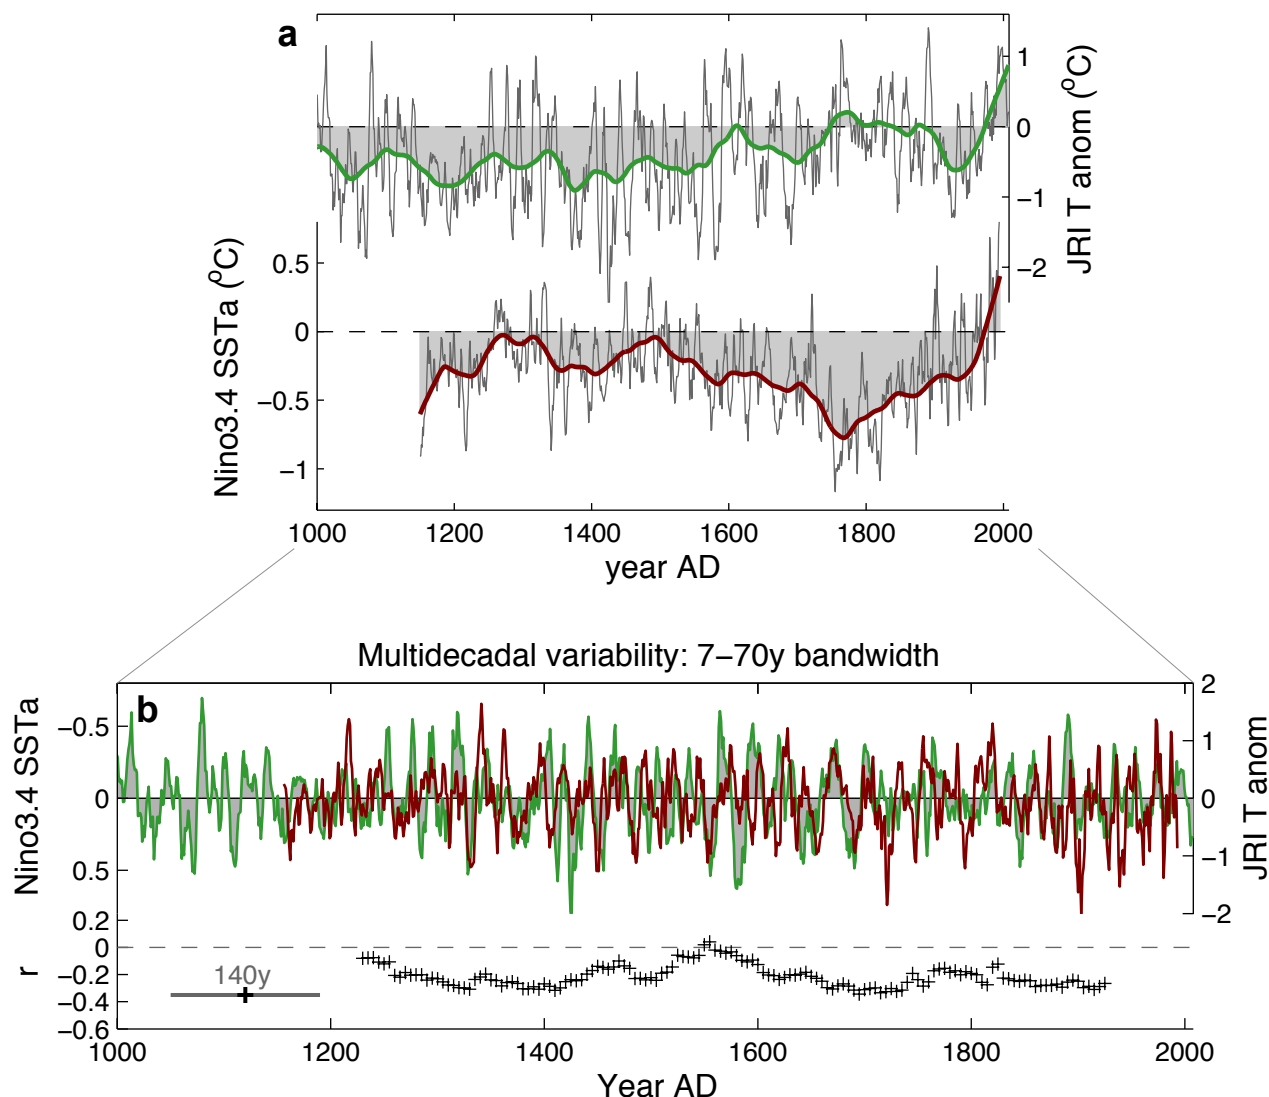 a
1
0
−1
−2
JRI T anom (ºC)
Nino3.4 SSTa (ºC)
0.5
0
−0.5
−1
1000 1200 1400 1600 1800 2000
year AD
Multidecadal variability: 7−70y bandwidth
b
Nino3.4 SSTa
−0.5
0
0.5
2
1
0
−1
−2
JRI T anom
r
0.2
0
−0.2
−0.4
−0.6
140y
1000 1200 1400 1600 1800 2000
Year AD